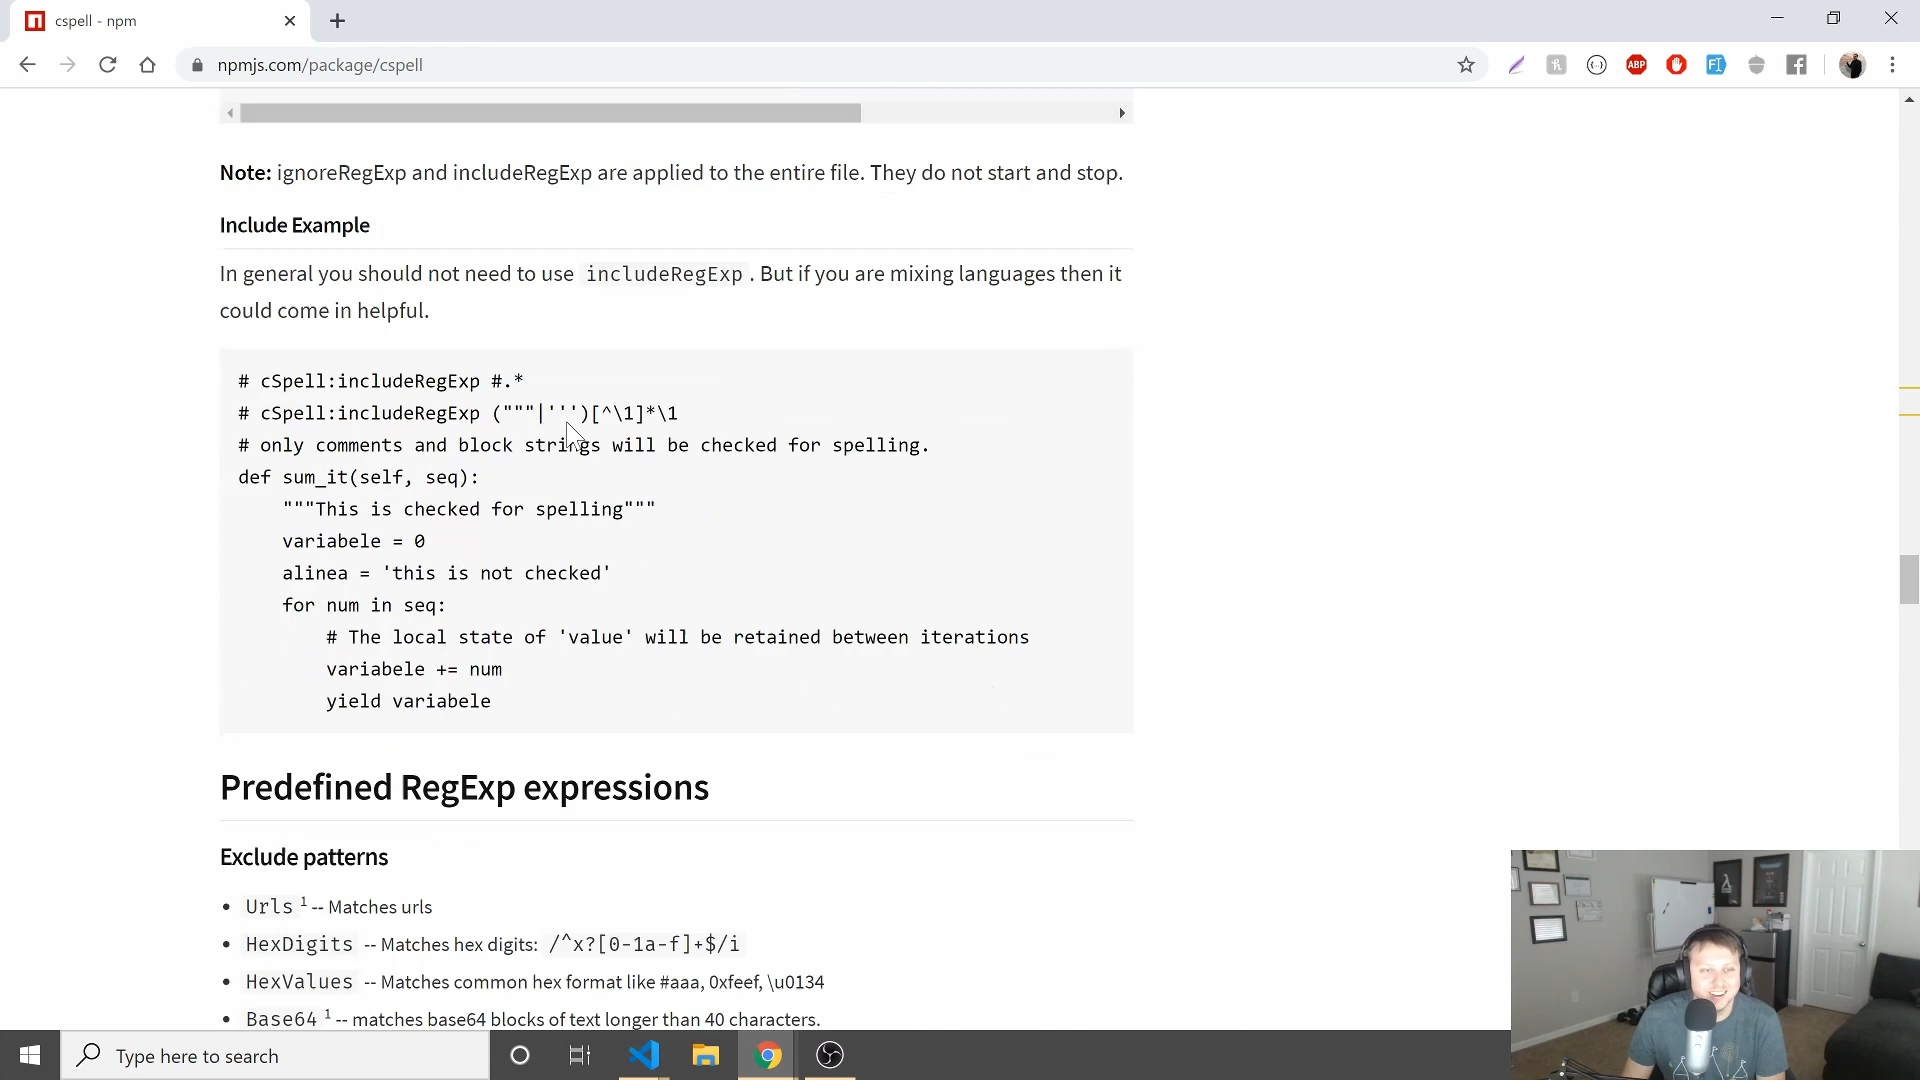 cspell - npm
npmjs.com/package/cspell
ABP
Note: ignoreRegExp and includeRegExp are applied to the entire file. They do not start and stop.
Include Example
In general you should not need to use includeRegExp. But if you are mixing languages then it
could come in helpful.
# cSpell:includeRegExp #.*
# cSpell:includeRegExp ("""|''')[^\1]*\1
# only comments and block strings will be checked for spelling.
def sum_it(self, seq):
    """This is checked for spelling"""
    variabele = 0
    alinea = 'this is not checked'
    for num in seq:
        # The local state of 'value' will be retained between iterations
        variabele += num
        yield variabele
Predefined RegExp expressions
Exclude patterns
• Urls 1 -- Matches urls
• HexDigits -- Matches hex digits: /^x?[0-1a-f]+$/i
• HexValues -- Matches common hex format like #aaa, 0xfeef, \u0134
• Base64 1 -- matches base64 blocks of text longer than 40 characters.
Type here to search